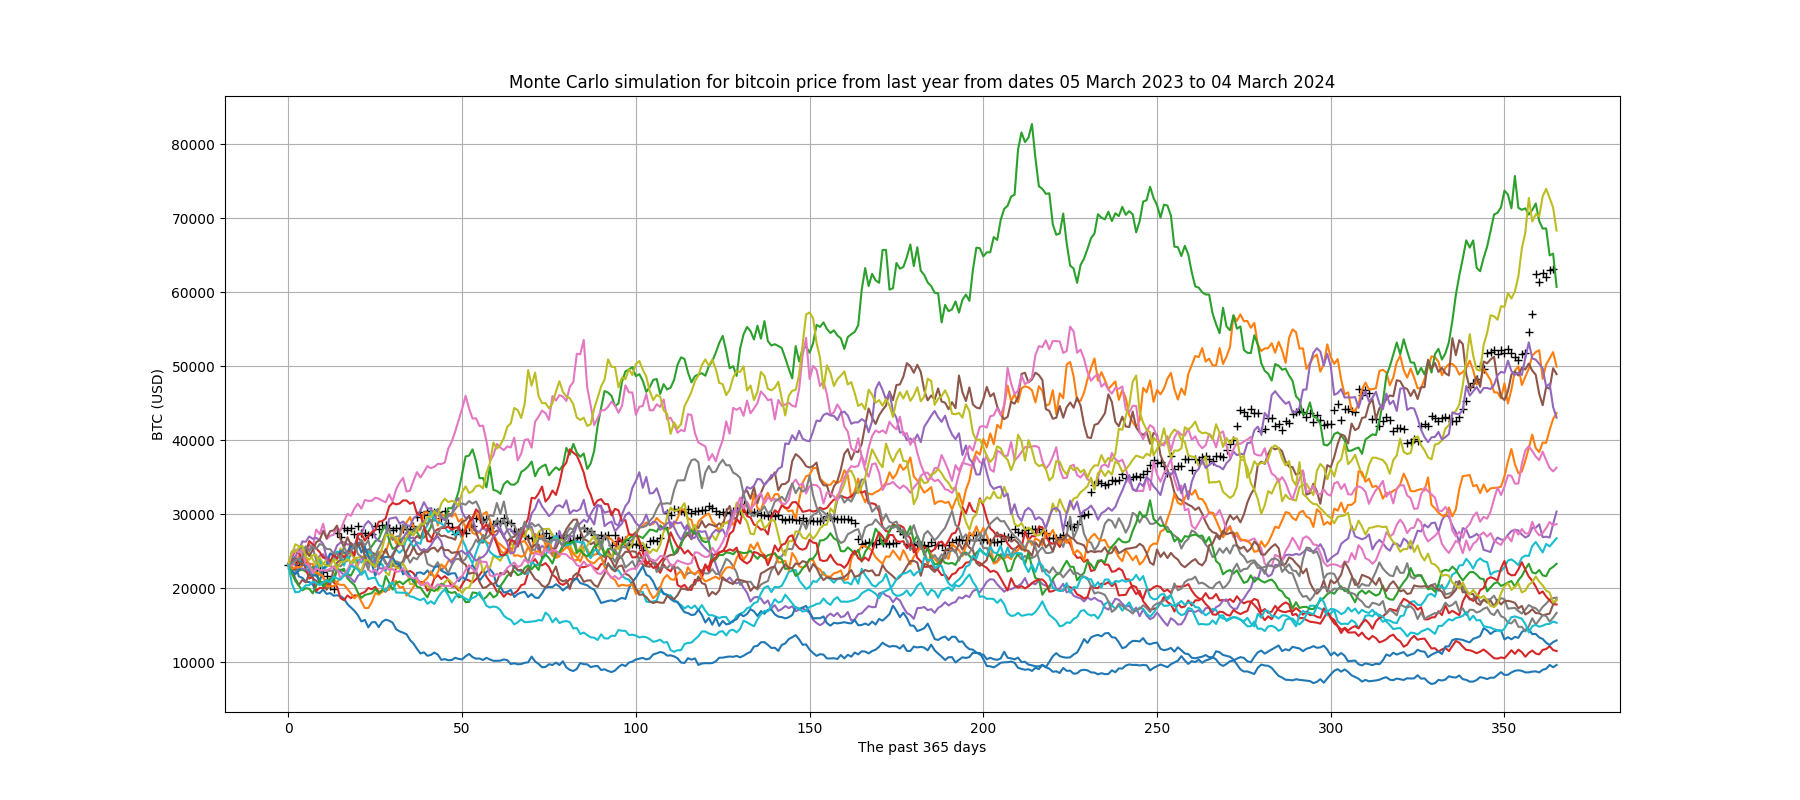 Monte Carlo simulation for bitcoin price from last year from dates 05 March 2023 to 04 March 2024
80000
70000
60000
50000
40000
30000
20000
10000
BTC (USD)
0 50 100 150 200 250 300 350
The past 365 days